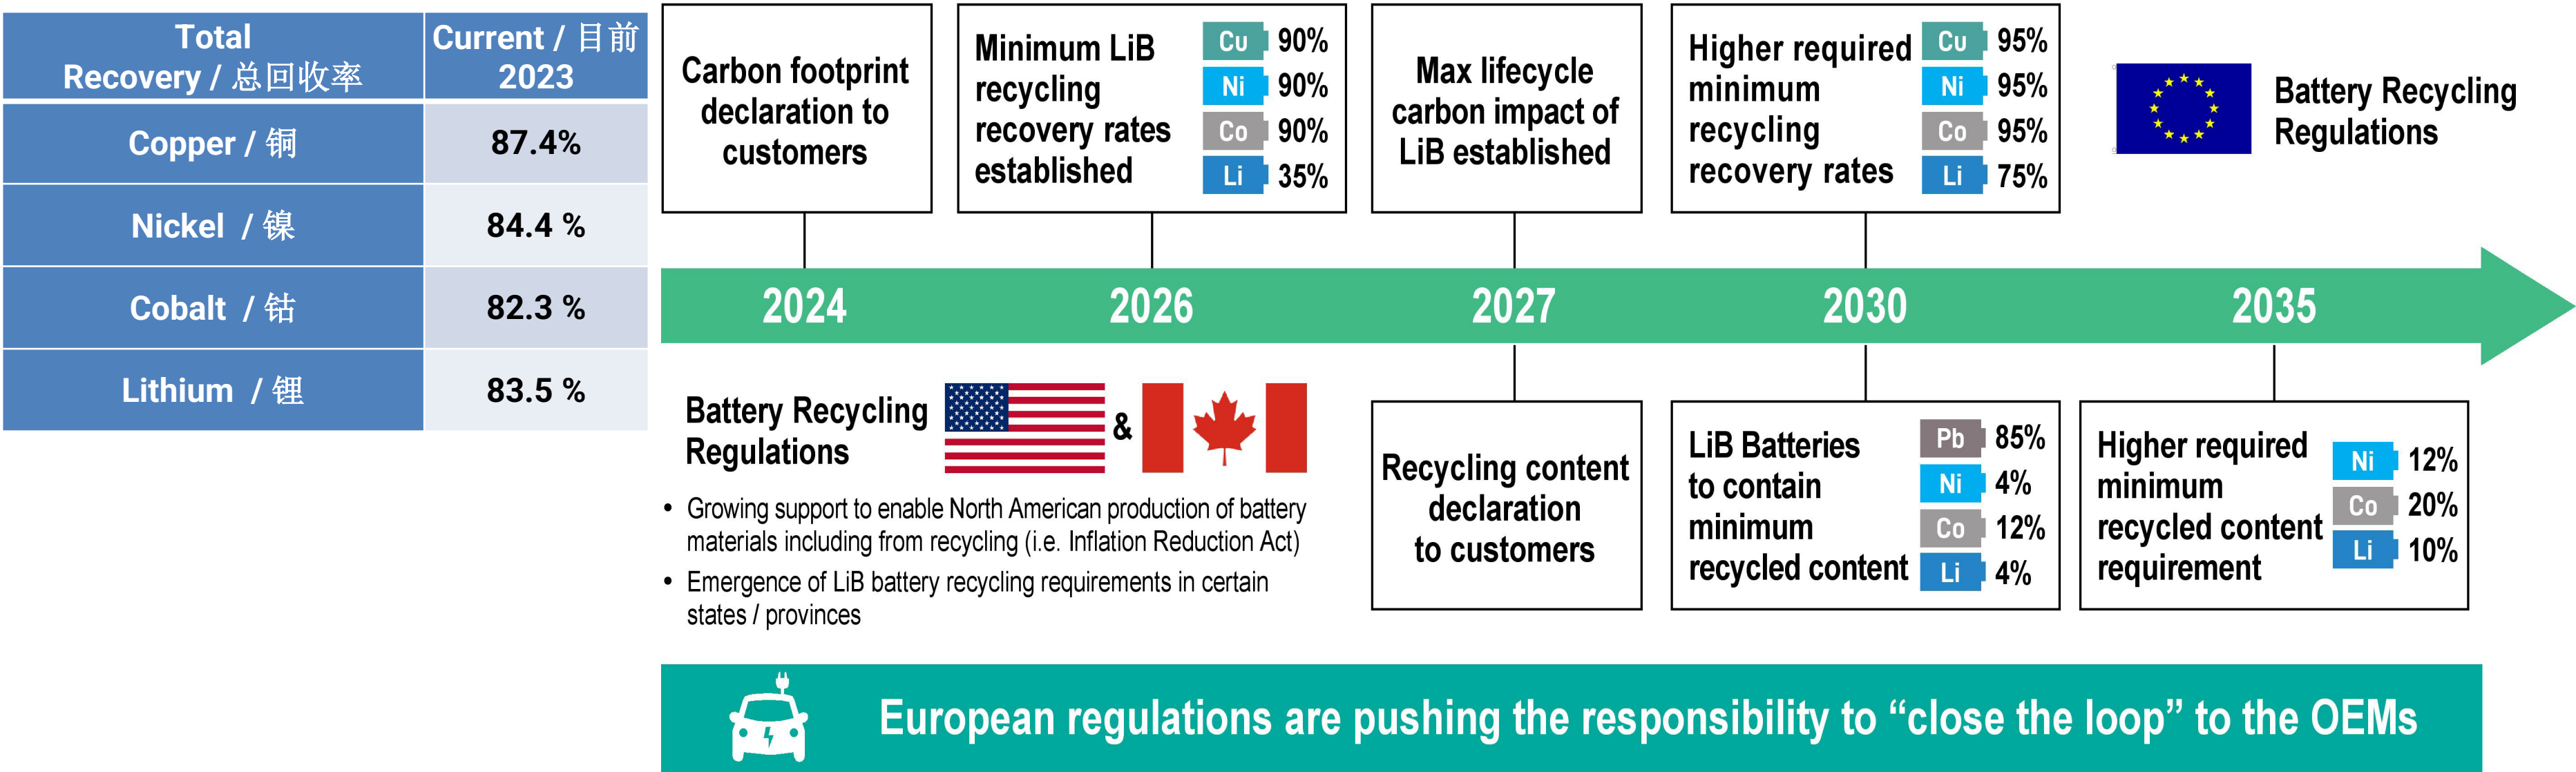 Total
Recovery / 总回收率
Current / 目前
2023
Copper / 铜
87.4%
Nickel / 镍
84.4 %
Cobalt / 钴
82.3 %
Lithium / 锂
83.5 %
Carbon footprint
declaration to
customers
Minimum LiB
recycling
recovery rates
established
Cu 90%
Ni 90%
Co 90%
Li 35%
Max lifecycle
carbon impact of
LiB established
Higher required
minimum
recycling
recovery rates
Cu 95%
Ni 95%
Co 95%
Li 75%
Battery Recycling
Regulations
2024 2026 2027 2030 2035
Battery Recycling
Regulations
&
• Growing support to enable North American production of battery
materials including from recycling (i.e. Inflation Reduction Act)
• Emergence of LiB battery recycling requirements in certain
states / provinces
Recycling content
declaration
to customers
LiB Batteries
to contain
minimum
recycled content
Pb 85%
Ni 4%
Co 12%
Li 4%
Higher required
minimum
recycled content
requirement
Ni 12%
Co 20%
Li 10%
European regulations are pushing the responsibility to “close the loop” to the OEMs